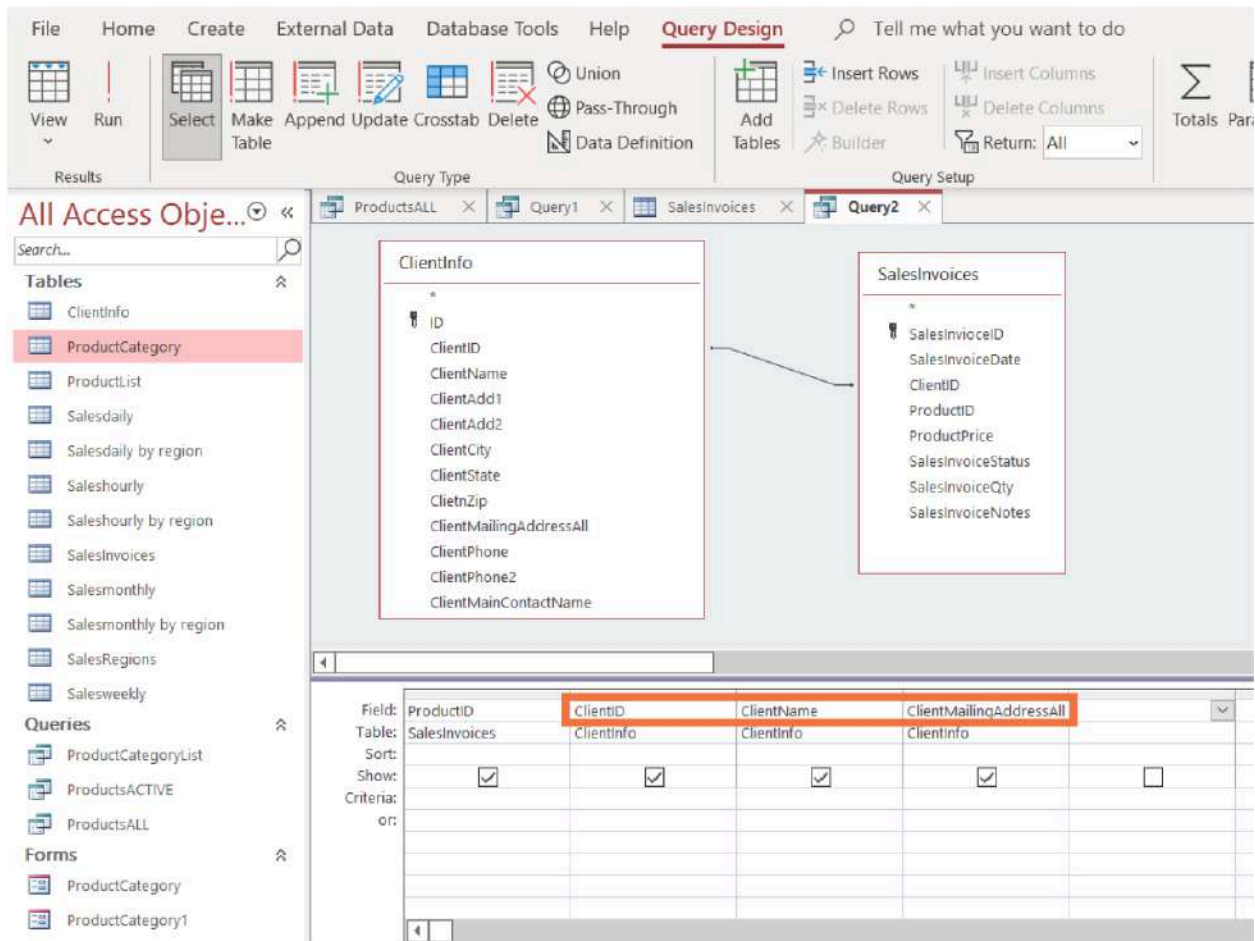 File Home Create External Data Database Tools Help Query Design Tell me what you want to do
View Run Select Make Table Append Update Crosstab Delete
Union
Pass-Through
Data Definition
Add Tables
Insert Rows
Delete Rows
Builder
Insert Columns
Delete Columns
Return: All
Totals
Results Query Type Query Setup
All Access Obje...
Search...
Tables
ClientInfo
ProductCategory
ProductList
Salesdaily
Salesdaily by region
Saleshourly
Saleshourly by region
SalesInvoices
Salesmonthly
Salesmonthly by region
SalesRegions
Salesweekly
Queries
ProductCategoryList
ProductsACTIVE
ProductsALL
Forms
ProductCategory
ProductCategory1
ProductsALL Query1 SalesInvoices Query2
ClientInfo
*
ID
ClientID
ClientName
ClientAdd1
ClientAdd2
ClientCity
ClientState
ClietnZip
ClientMailingAddressAll
ClientPhone
ClientPhone2
ClientMainContactName
SalesInvoices
*
SalesInvioceID
SalesInvoiceDate
ClientID
ProductID
ProductPrice
SalesInvoiceStatus
SalesInvoiceQty
SalesInvoiceNotes
Field: ProductID ClientID ClientName ClientMailingAddressAll
Table: SalesInvoices ClientInfo ClientInfo ClientInfo
Sort:
Show:
Criteria:
or: